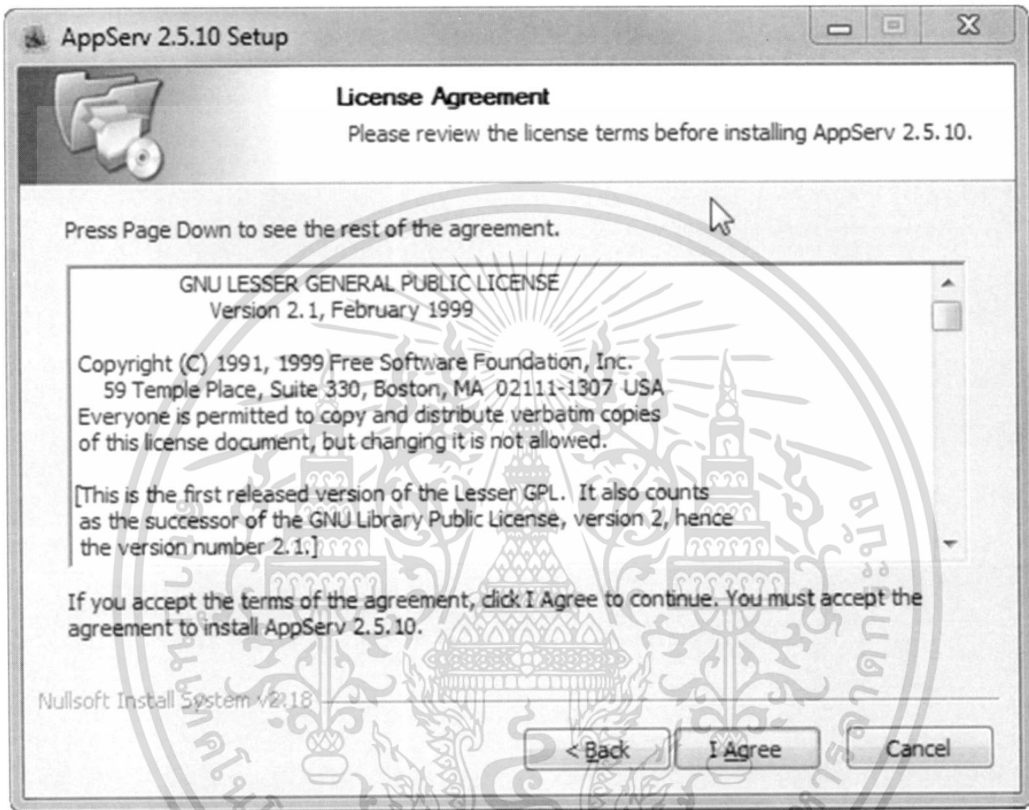 AppServ 2.5.10 Setup
License Agreement
Please review the license terms before installing AppServ 2.5.10.
Press Page Down to see the rest of the agreement.
GNU LESSER GENERAL PUBLIC LICENSE
Version 2.1, February 1999
Copyright (C) 1991, 1999 Free Software Foundation, Inc.
59 Temple Place, Suite 330, Boston, MA 02111-1307 USA
Everyone is permitted to copy and distribute verbatim copies
of this license document, but changing it is not allowed.
[This is the first released version of the Lesser GPL. It also counts
as the successor of the GNU Library Public License, version 2, hence
the version number 2.1.]
If you accept the terms of the agreement, click I Agree to continue. You must accept the
agreement to install AppServ 2.5.10.
Nullsoft Install System v2.18
< Back
I Agree
Cancel